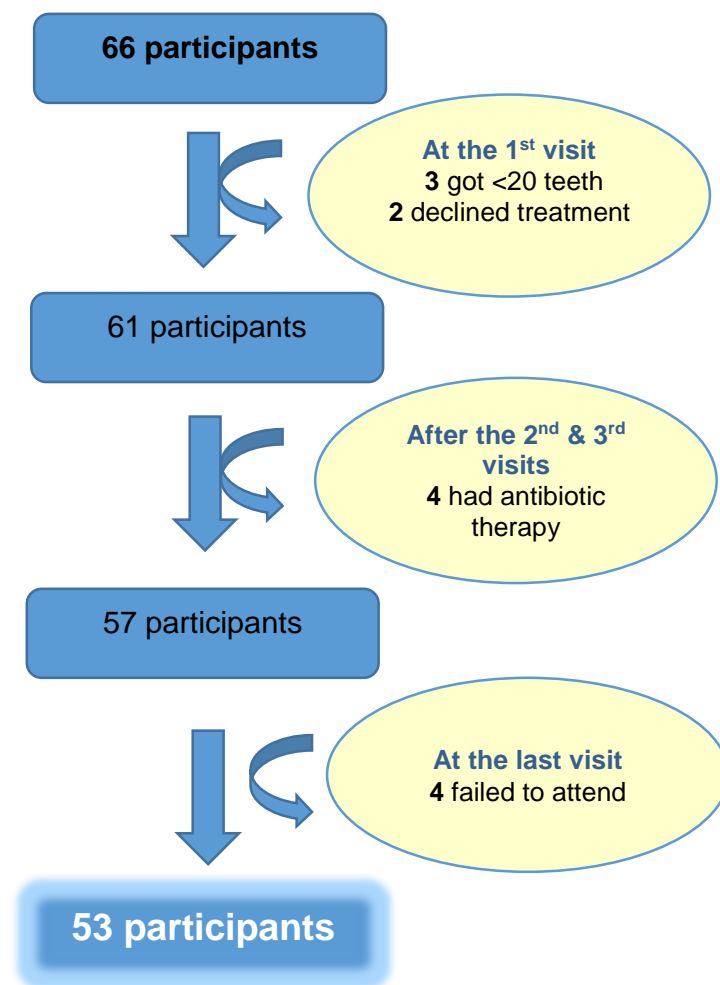 66 participants
At the 1st visit
3 got <20 teeth
2 declined treatment
61 participants
After the 2nd & 3rd
visits
4 had antibiotic
therapy
57 participants
At the last visit
4 failed to attend
53 participants